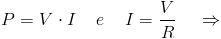 P = V · I e I = V/R ⇒